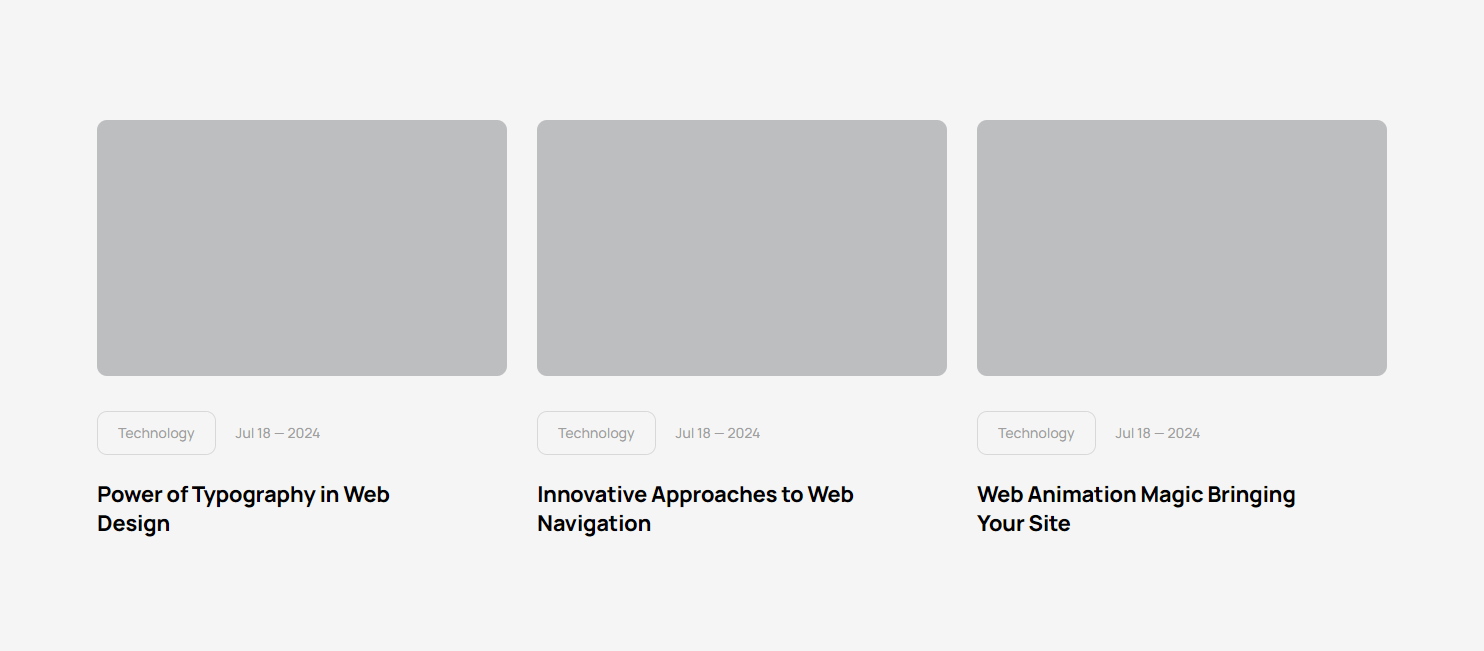 Technology Jul 18 — 2024
Power of Typography in Web
Design
Technology Jul 18 — 2024
Innovative Approaches to Web
Navigation
Technology Jul 18 — 2024
Web Animation Magic Bringing
Your Site